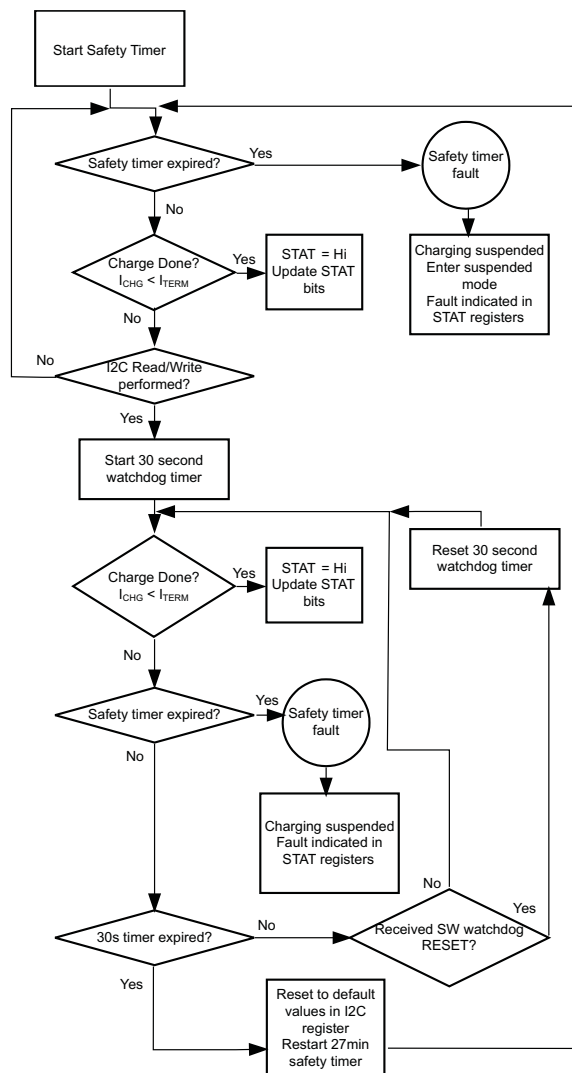 Start Safety Timer
Safety timer expired?
Yes
Safety timer
fault
No
Charge Done?
ICHG < ITERM
Yes
STAT = Hi
Update STAT
bits
Charging suspended
Enter suspended
mode
Fault indicated in
STAT registers
No
No
I2C Read/Write
performed?
Yes
Start 30 second
watchdog timer
Reset 30 second
watchdog timer
Charge Done?
ICHG < ITERM
Yes
STAT = Hi
Update STAT
bits
No
Safety timer expired?
Yes
Safety timer
fault
No
Charging suspended
Fault indicated in
STAT registers
No
Yes
30s timer expired?
No
Received SW watchdog
RESET?
Yes
Reset to default
values in I2C
register
Restart 27min
safety timer